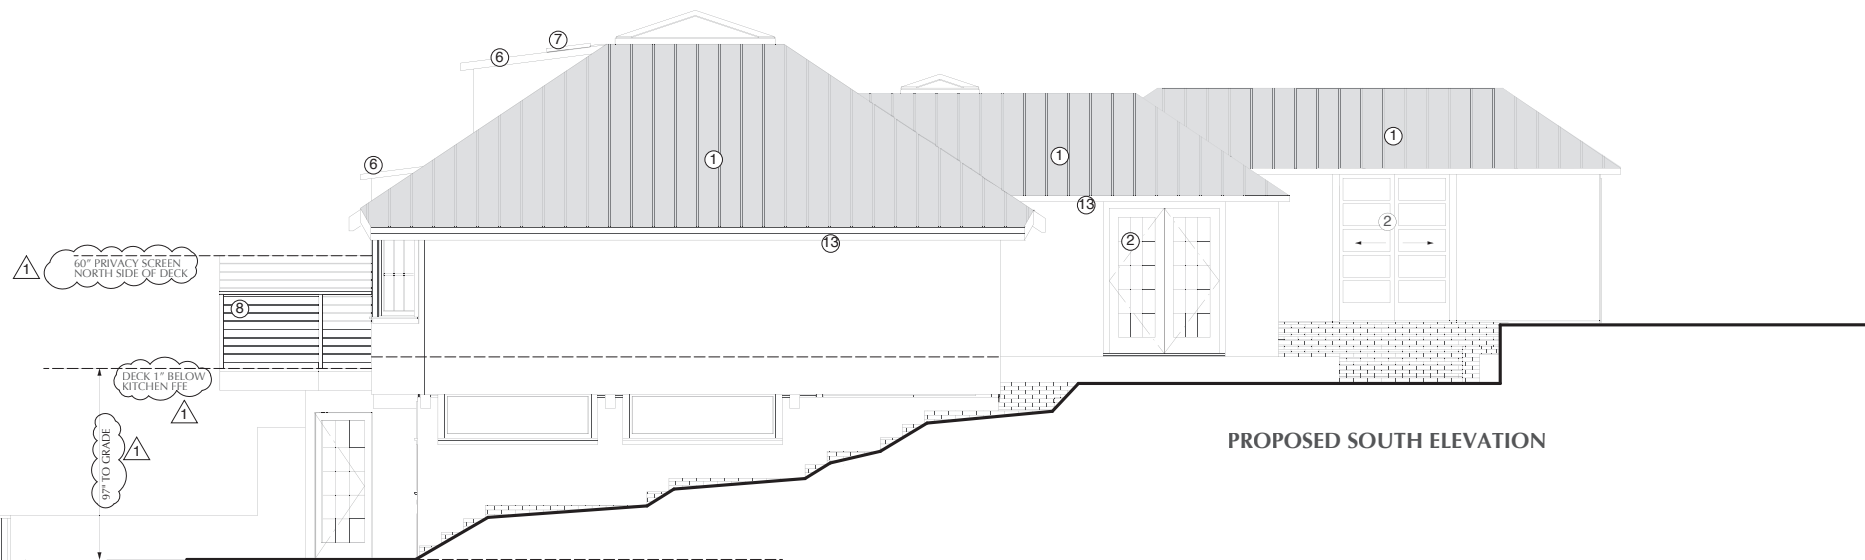 7
6
1
1
1
6
13
2
2
13
1
60" PRIVACY SCREEN
NORTH SIDE OF DECK
8
DECK 1" BELOW
KITCHEN FFE
1
97" TO GRADE
1
PROPOSED SOUTH ELEVATION